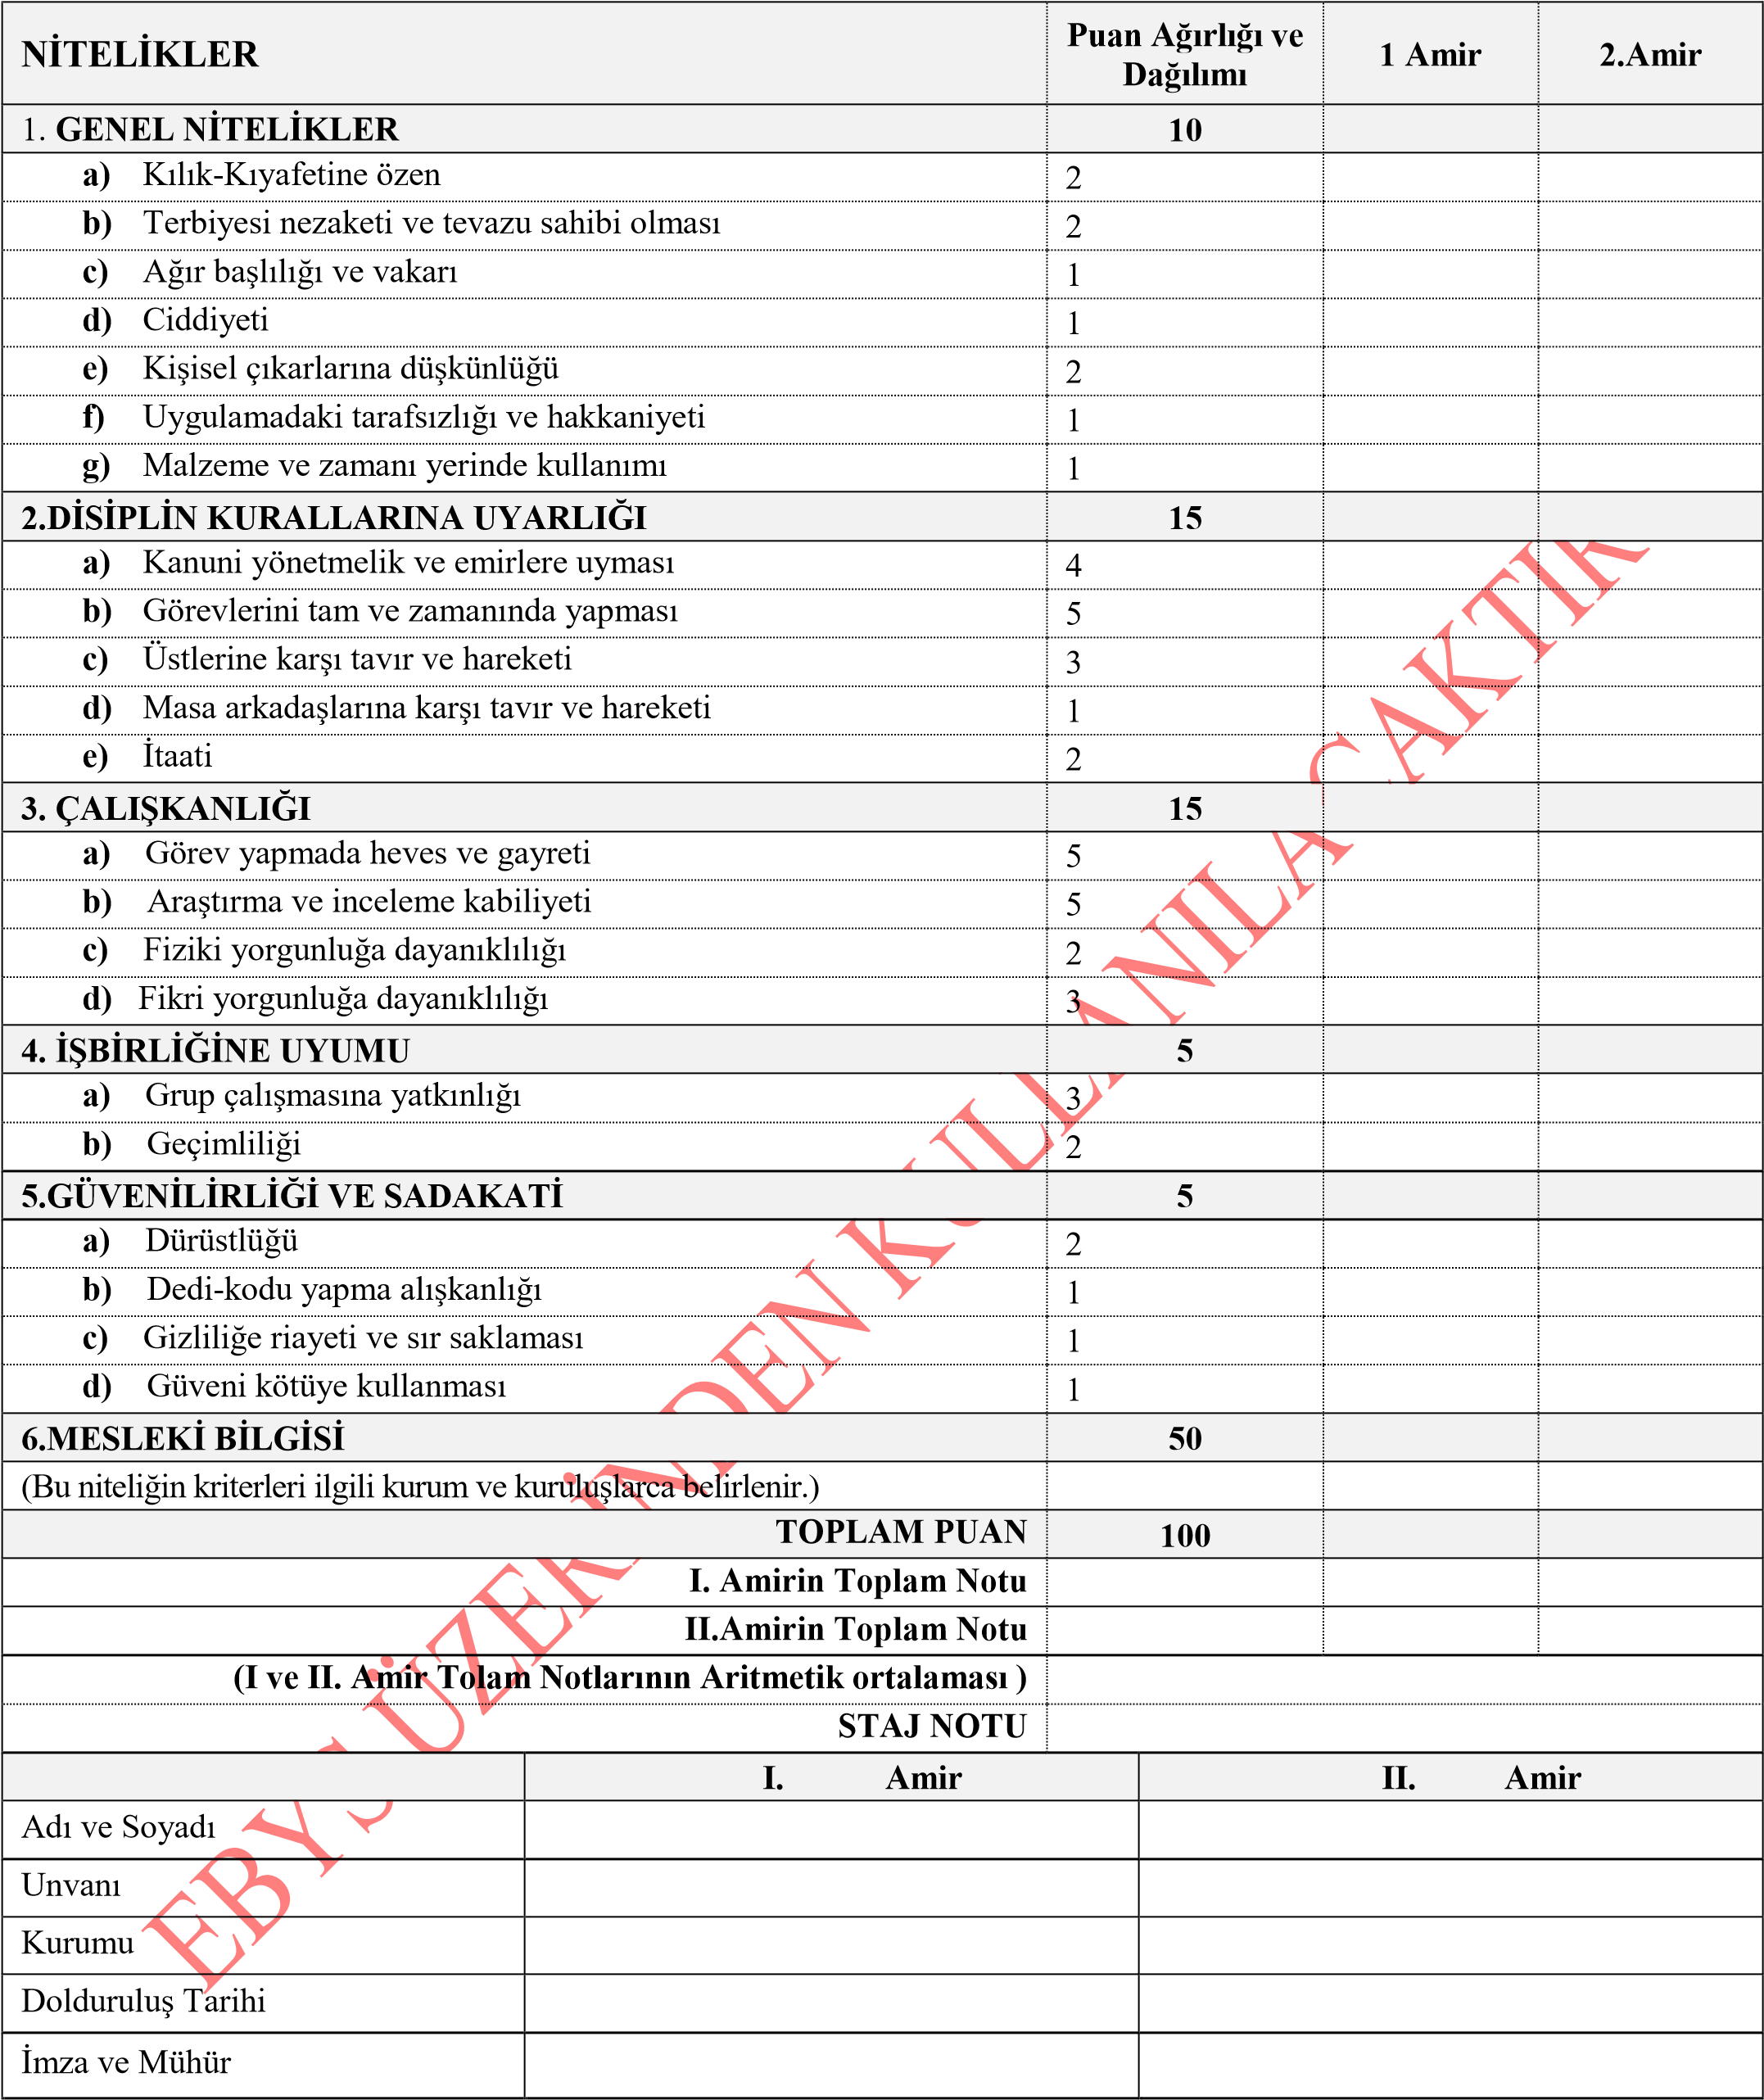 NİTELİKLER Puan Ağırlığı ve Dağılımı 1 Amir 2.Amir
1. GENEL NİTELİKLER 10
a) Kılık-Kıyafetine özen 2
b) Terbiyesi nezaketi ve tevazu sahibi olması 2
c) Ağır başlılığı ve vakarı 1
d) Ciddiyeti 1
e) Kişisel çıkarlarına düşkünlüğü 2
f) Uygulamadaki tarafsızlığı ve hakkaniyeti 1
g) Malzeme ve zamanı yerinde kullanımı 1
2.DİSİPLİN KURALLARINA UYARLIĞI 15
a) Kanuni yönetmelik ve emirlere uyması 4
b) Görevlerini tam ve zamanında yapması 5
c) Üstlerine karşı tavır ve hareketi 3
d) Masa arkadaşlarına karşı tavır ve hareketi 1
e) İtaati 2
3. ÇALIŞKANLIĞI 15
a) Görev yapmada heves ve gayreti 5
b) Araştırma ve inceleme kabiliyeti 5
c) Fiziki yorgunluğa dayanıklılığı 2
d) Fikri yorgunluğa dayanıklılığı 3
4. İŞBİRLİĞİNE UYUMU 5
a) Grup çalışmasına yatkınlığı 3
b) Geçimliliği 2
5.GÜVENİLİRLİĞİ VE SADAKATİ 5
a) Dürüstlüğü 2
b) Dedi-kodu yapma alışkanlığı 1
c) Gizliliğe riayeti ve sır saklaması 1
d) Güveni kötüye kullanması 1
6.MESLEKİ BİLGİSİ 50
(Bu niteliğin kriterleri ilgili kurum ve kuruluşlarca belirlenir.)
TOPLAM PUAN 100
I. Amirin Toplam Notu
II.Amirin Toplam Notu
(I ve II. Amir Tolam Notlarının Aritmetik ortalaması )
STAJ NOTU
I. Amir II. Amir
Adı ve Soyadı
Unvanı
Kurumu
Dolduruluş Tarihi
İmza ve Mühür
EBYS ÜZERİNDEN KULLANILACAKTIR